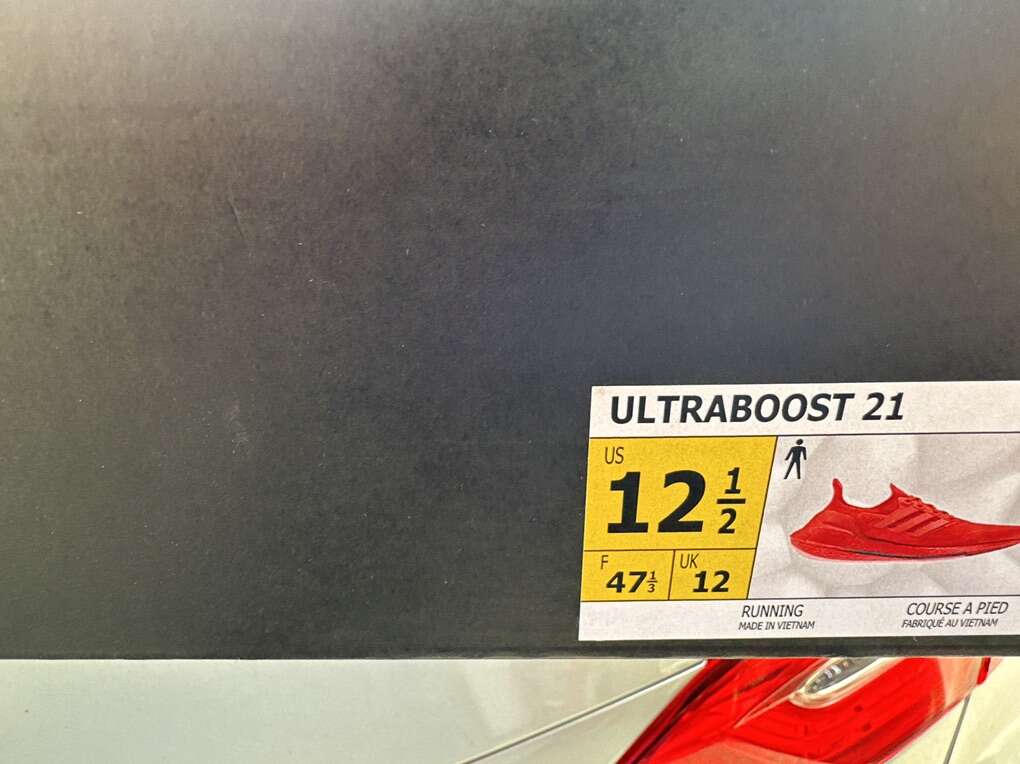 ULTRABOOST 21
US
12 1/2
F
47 1/3
UK
12
RUNNING
MADE IN VIETNAM
COURSE A PIED
FABRIQUÉ AU VIETNAM